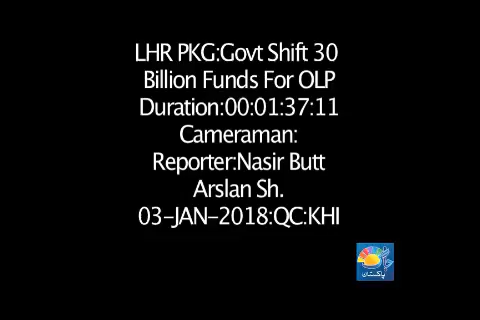 LHR PKG:Govt Shift 30
Billion Funds For OLP
Duration:00:01:37:11
Cameraman:
Reporter:Nasir Butt
Arslan Sh.
03-JAN-2018:QC:KHI
پاکستان